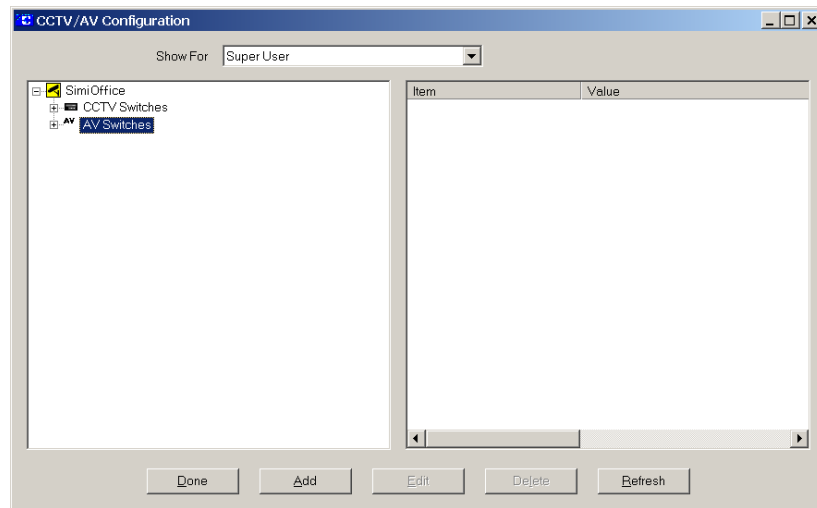 CCTV/AV Configuration
Show For Super User
SimiOffice
CCTV Switches
AV AV Switches
Item Value
Done Add Edit Delete Refresh